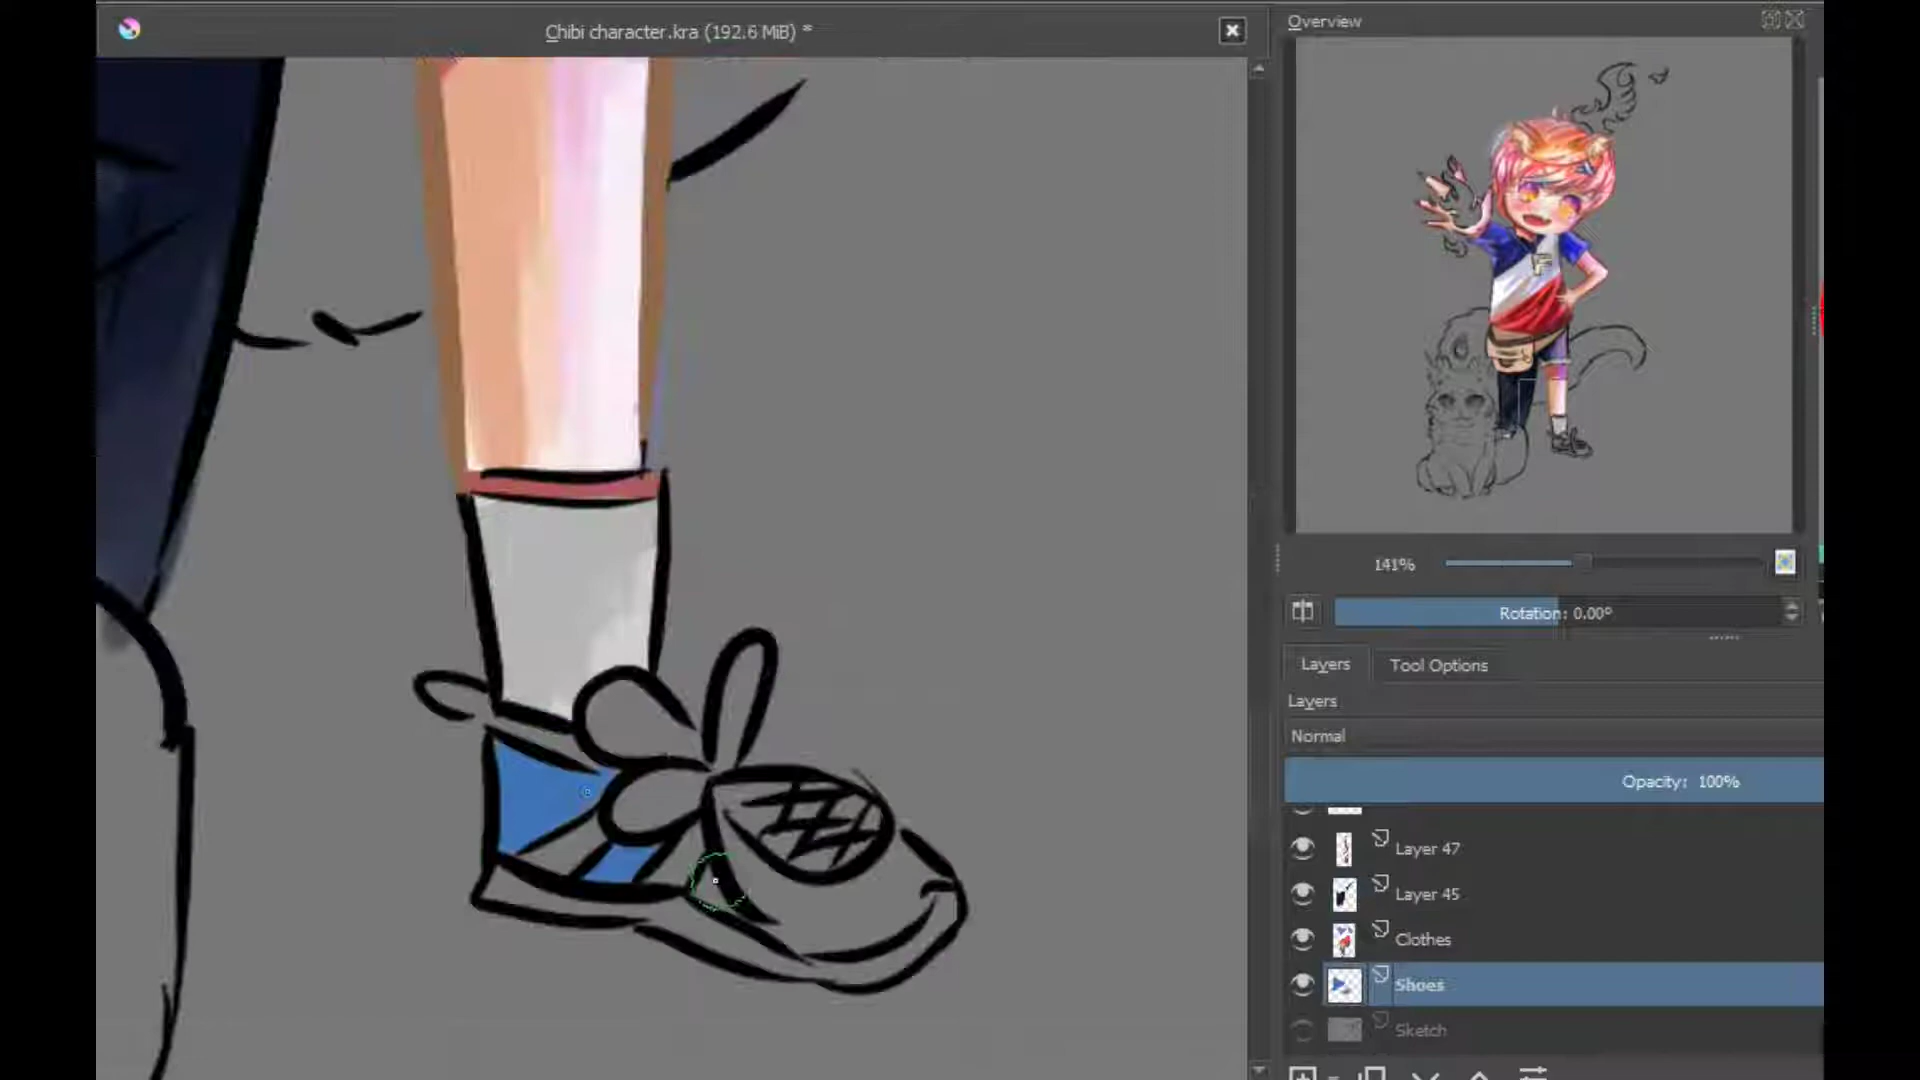 Chibi character.kra (192.6 MiB) *
Overview
141%
Rotation: 0.00°
Layers
Tool Options
Layers
Normal
Opacity: 100%
Layer 47
Layer 45
Clothes
Shoes
Sketch